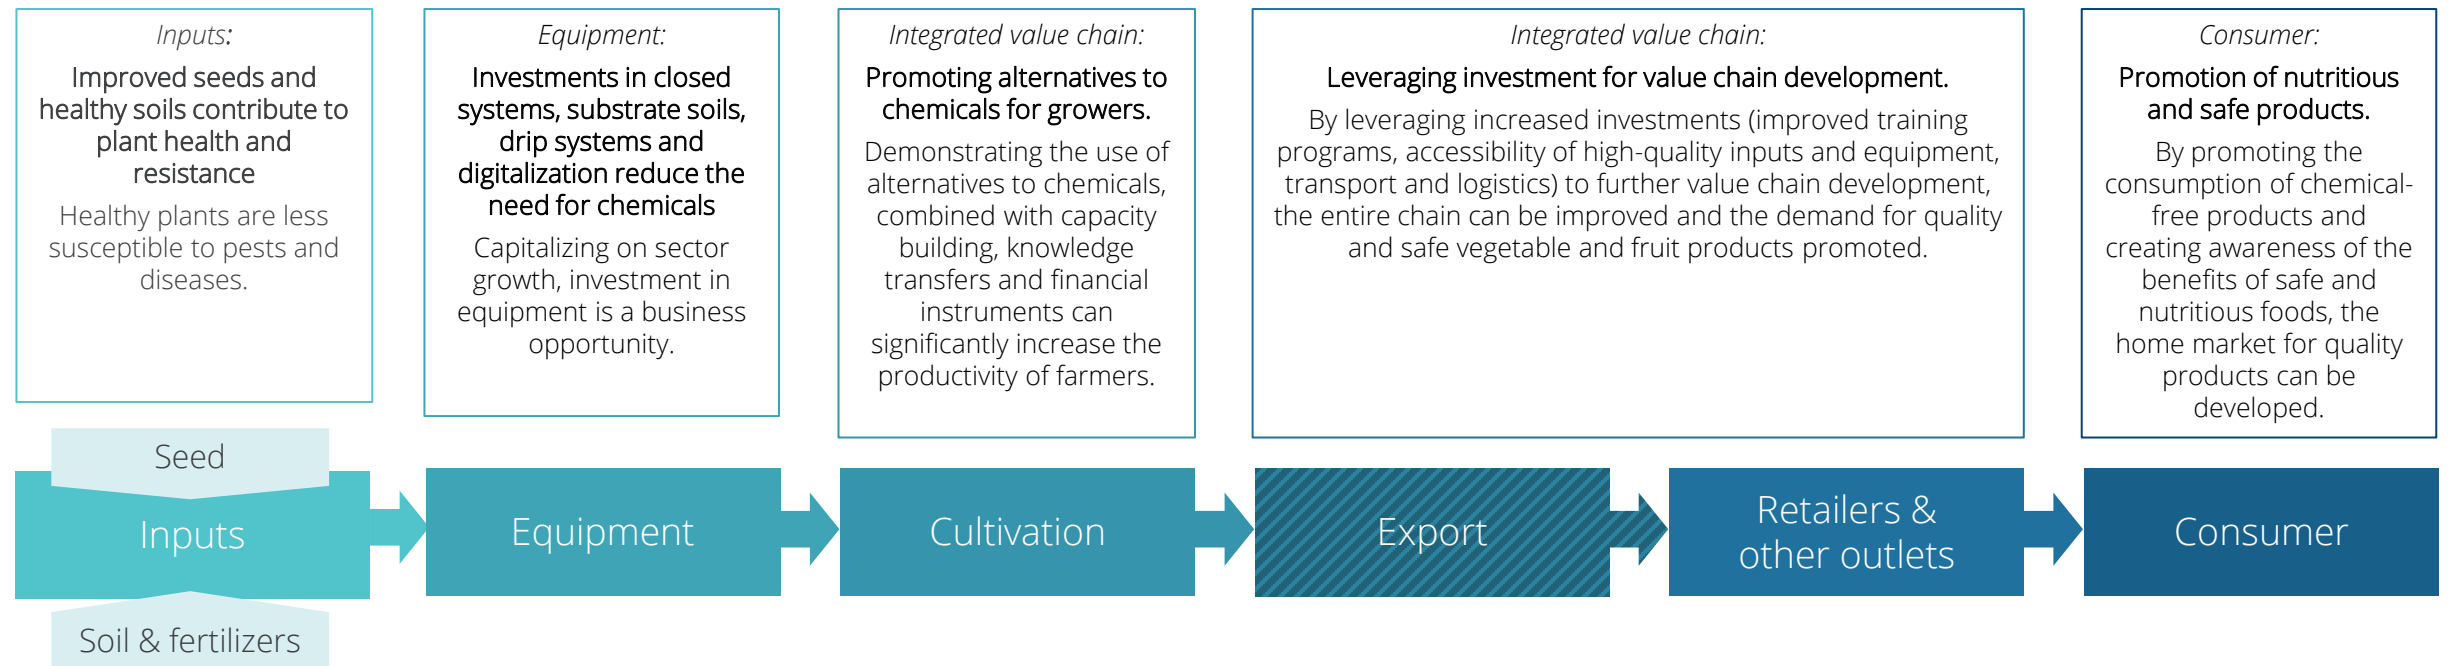 Inputs:
Improved seeds and
healthy soils contribute to
plant health and
resistance
Healthy plants are less
susceptible to pests and
diseases.
Equipment:
Investments in closed
systems, substrate soils,
drip systems and
digitalization reduce the
need for chemicals
Capitalizing on sector
growth, investment in
equipment is a business
opportunity.
Integrated value chain:
Promoting alternatives to
chemicals for growers.
Demonstrating the use of
alternatives to chemicals,
combined with capacity
building, knowledge
transfers and financial
instruments can
significantly increase the
productivity of farmers.
Integrated value chain:
Leveraging investment for value chain development.
By leveraging increased investments (improved training
programs, accessibility of high-quality inputs and equipment,
transport and logistics) to further value chain development,
the entire chain can be improved and the demand for quality
and safe vegetable and fruit products promoted.
Consumer:
Promotion of nutritious
and safe products.
By promoting the
consumption of chemical-
free products and
creating awareness of the
benefits of safe and
nutritious foods, the
home market for quality
products can be
developed.
Seed
Inputs
Soil & fertilizers
Equipment
Cultivation
Export
Retailers &
other outlets
Consumer